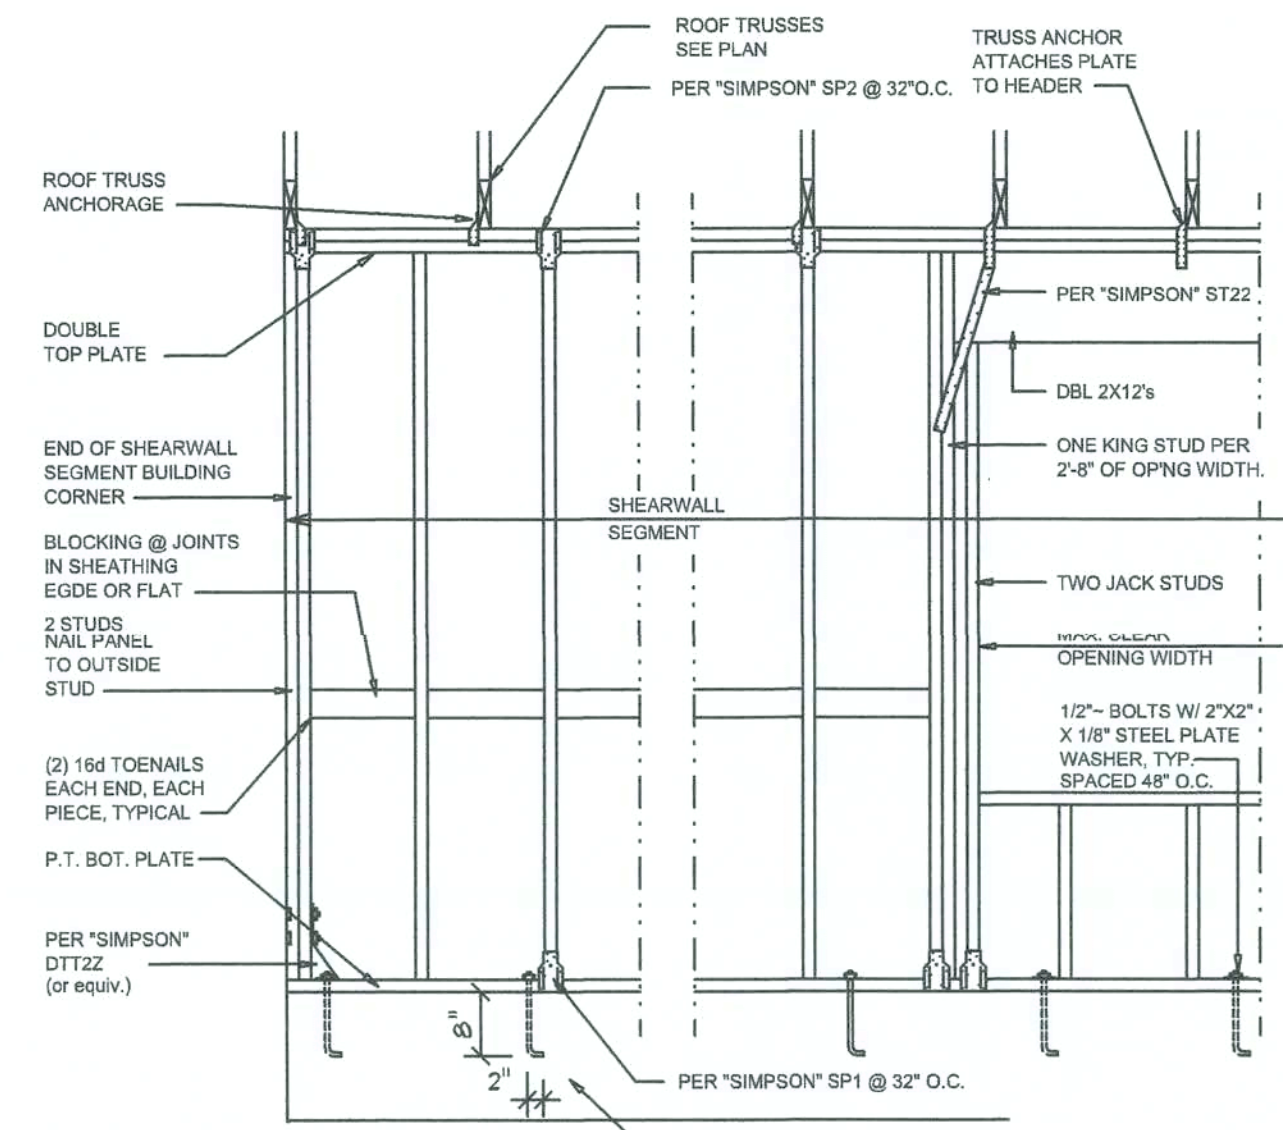 ROOF TRUSSES
SEE PLAN
PER "SIMPSON" SP2 @ 32"O.C.
TRUSS ANCHOR
ATTACHES PLATE
TO HEADER
ROOF TRUSS
ANCHORAGE
DOUBLE
TOP PLATE
END OF SHEARWALL
SEGMENT BUILDING
CORNER
BLOCKING @ JOINTS
IN SHEATHING
EGDE OR FLAT
2 STUDS
NAIL PANEL
TO OUTSIDE
STUD
(2) 16d TOENAILS
EACH END, EACH
PIECE, TYPICAL
P.T. BOT. PLATE
PER "SIMPSON"
DTT2Z
(or equiv.)
SHEARWALL
SEGMENT
PER "SIMPSON" ST22
DBL 2X12's
ONE KING STUD PER
2'-8" OF OP'NG WIDTH.
TWO JACK STUDS
MAX. CLEAR
OPENING WIDTH
1/2"~ BOLTS W/ 2"X2"
X 1/8" STEEL PLATE
WASHER, TYP.
SPACED 48" O.C.
8"
2"
PER "SIMPSON" SP1 @ 32" O.C.